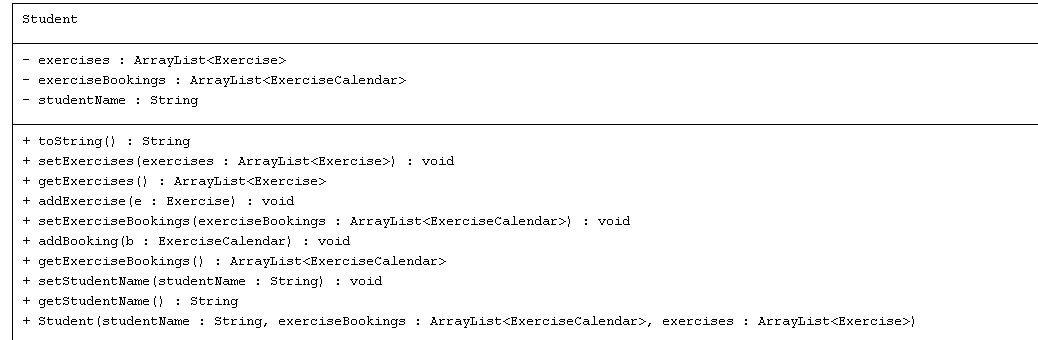 Student
- exercises : ArrayList<Exercise>
- exerciseBookings : ArrayList<ExerciseCalendar>
- studentName : String
+ toString() : String
+ setExercises(exercises : ArrayList<Exercise>) : void
+ getExercises() : ArrayList<Exercise>
+ addExercise(e : Exercise) : void
+ setExerciseBookings(exerciseBookings : ArrayList<ExerciseCalendar>) : void
+ addBooking(b : ExerciseCalendar) : void
+ getExerciseBookings() : ArrayList<ExerciseCalendar>
+ setStudentName(studentName : String) : void
+ getStudentName() : String
+ Student(studentName : String, exerciseBookings : ArrayList<ExerciseCalendar>, exercises : ArrayList<Exercise>)